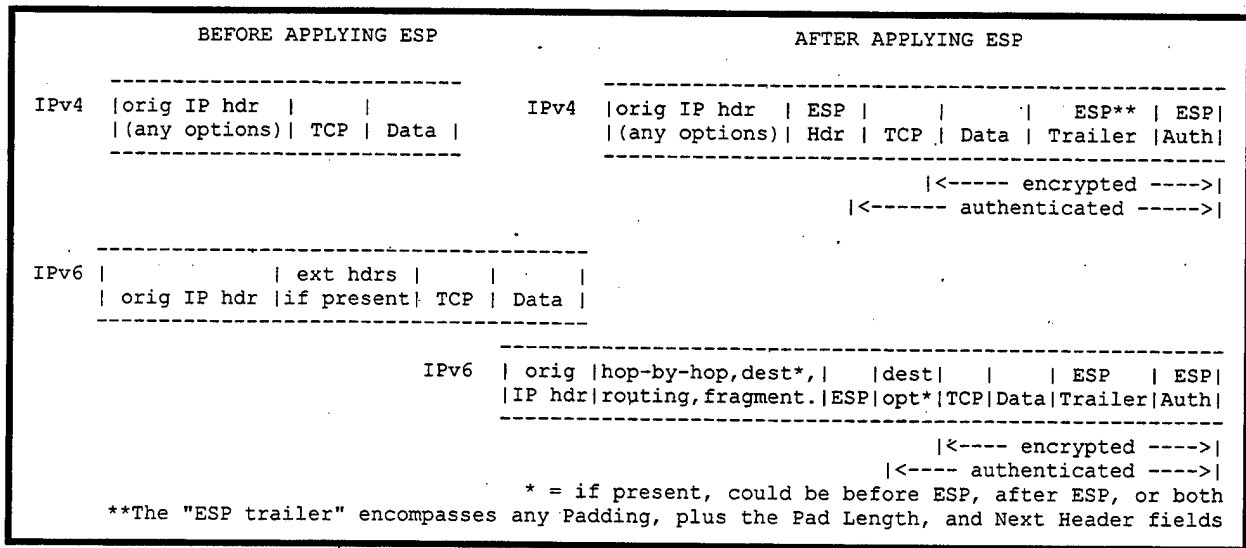 BEFORE APPLYING ESP AFTER APPLYING ESP
---------------------------- --------------------------------------------------
IPv4 |orig IP hdr | | IPv4 |orig IP hdr | ESP | | | ESP** | ESP|
|(any options)| TCP | Data | |(any options)| Hdr | TCP | Data | Trailer |Auth|
---------------------------- --------------------------------------------------
|<----- encrypted ---->|
|<------ authenticated ----->|
---------------------------------------
IPv6 | | ext hdrs | | |
| orig IP hdr |if present| TCP | Data |
---------------------------------------
----------------------------------------------------------
IPv6 | orig |hop-by-hop,dest*,| |dest| | | ESP | ESP|
|IP hdr|routing,fragment.|ESP|opt*|TCP|Data|Trailer|Auth|
----------------------------------------------------------
|<---- encrypted ---->|
|<---- authenticated ---->|
* = if present, could be before ESP, after ESP, or both
**The "ESP trailer" encompasses any Padding, plus the Pad Length, and Next Header fields